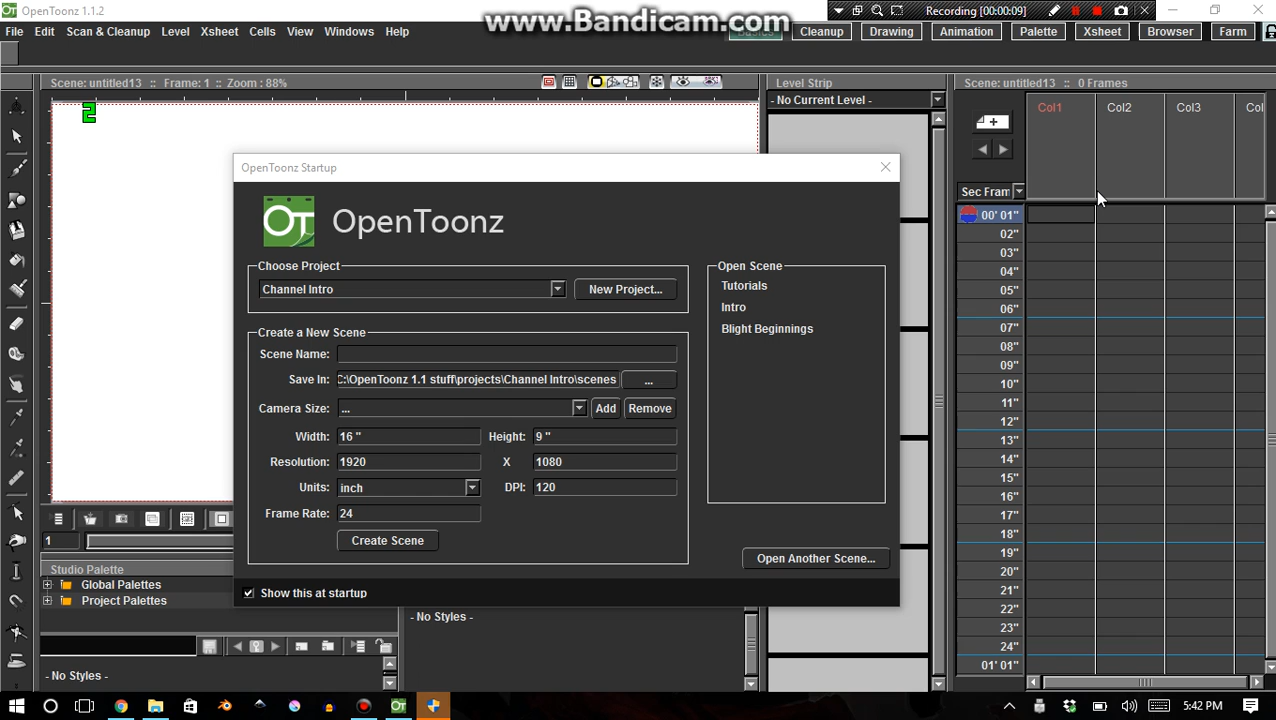 OpenToonz 1.1.2
Recording [00:00:09]
www.Bandicam.com
File Edit Scan & Cleanup Level Xsheet Cells View Windows Help
Basics Cleanup Drawing Animation Palette Xsheet Browser Farm
Scene: untitled13 :: Frame: 1 :: Zoom : 88%
Level Strip
Scene: untitled13 :: 0 Frames
- No Current Level -
Col1 Col2 Col3 Col
2
OpenToonz Startup
OT OpenToonz
Choose Project
Channel Intro
New Project...
Create a New Scene
Scene Name:
Save In: C:\OpenToonz 1.1 stuff\projects\Channel Intro\scenes ...
Camera Size: ... Add Remove
Width: 16 " Height: 9 "
Resolution: 1920 X 1080
Units: inch DPI: 120
Frame Rate: 24
Create Scene
Open Scene
Tutorials
Intro
Blight Beginnings
Open Another Scene...
Show this at startup
Sec Fram
00' 01"
02"
03"
04"
05"
06"
07"
08"
09"
10"
11"
12"
13"
14"
15"
16"
17"
18"
19"
20"
21"
22"
23"
24"
01' 01"
1
Studio Palette
Global Palettes
Project Palettes
- No Styles -
- No Styles -
5:42 PM